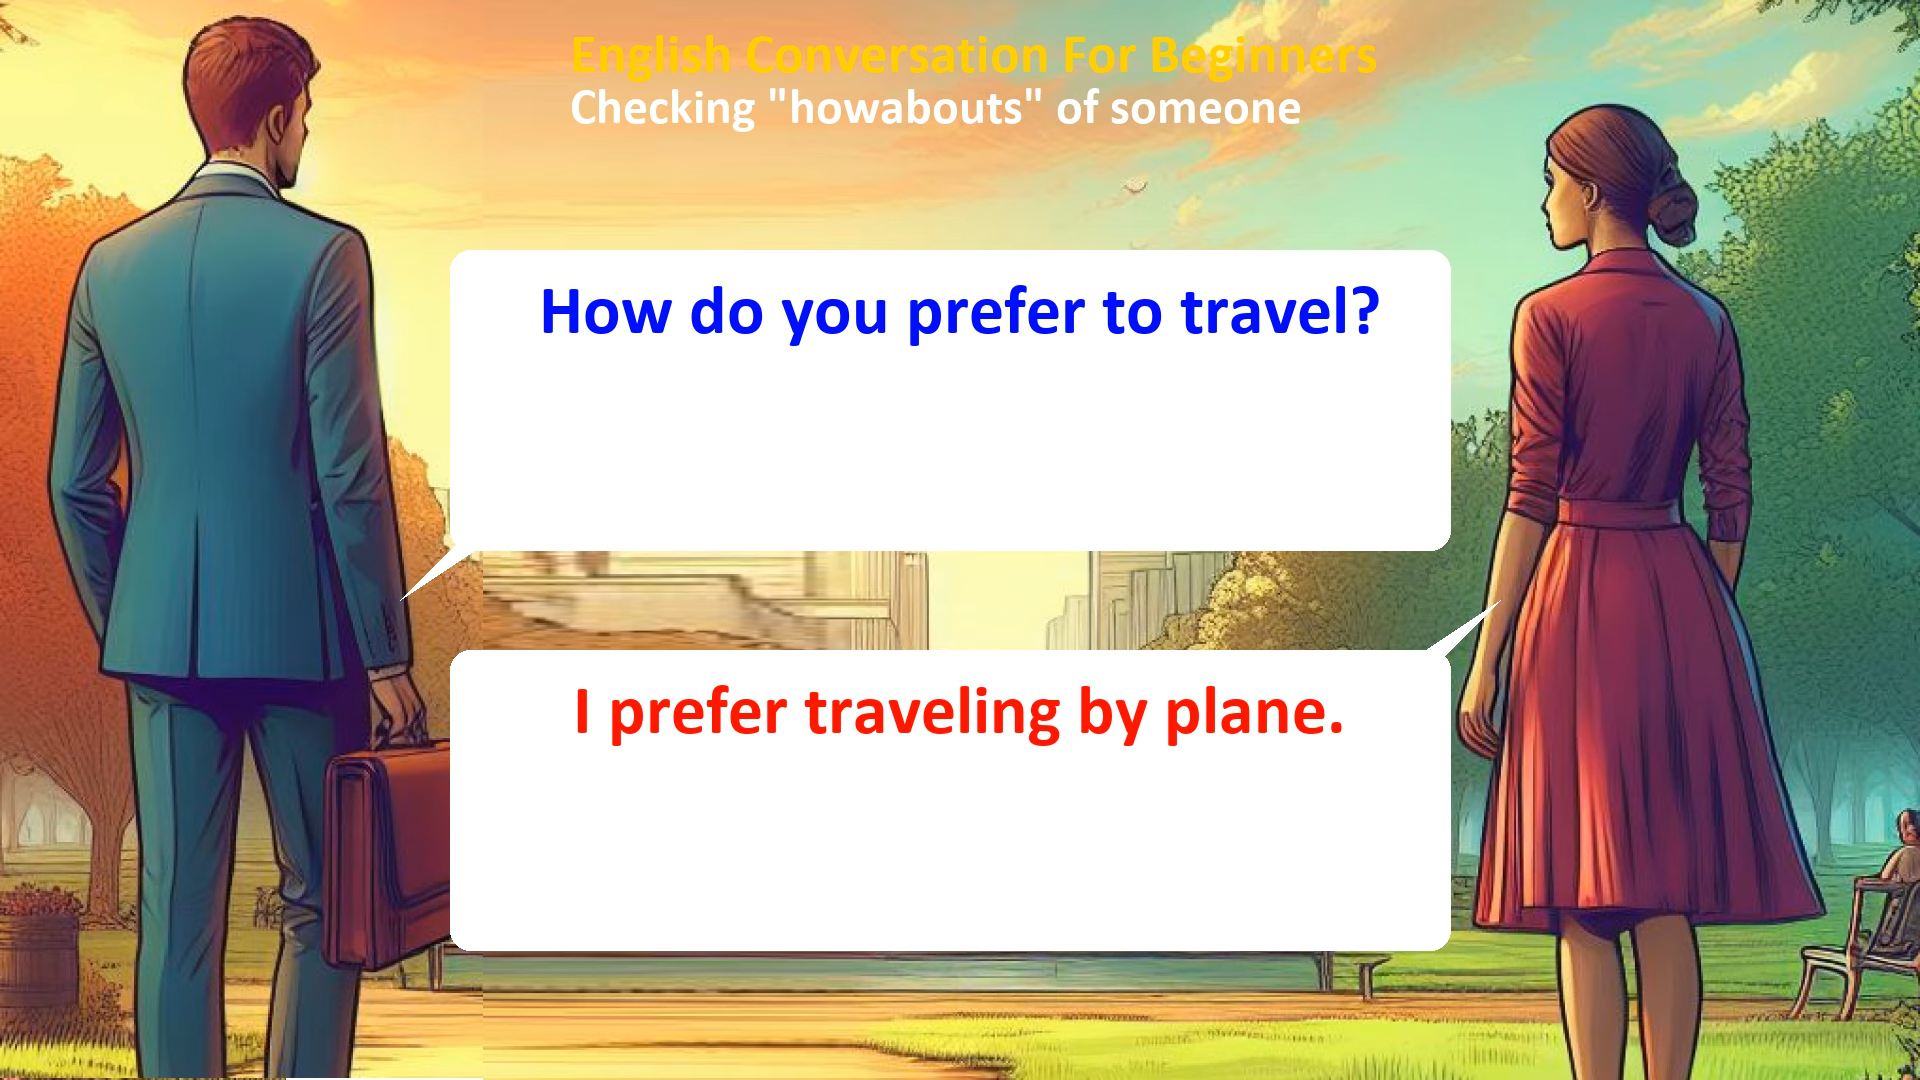 English Conversation For Beginners
Checking "howabouts" of someone
How do you prefer to travel?
I prefer traveling by plane.